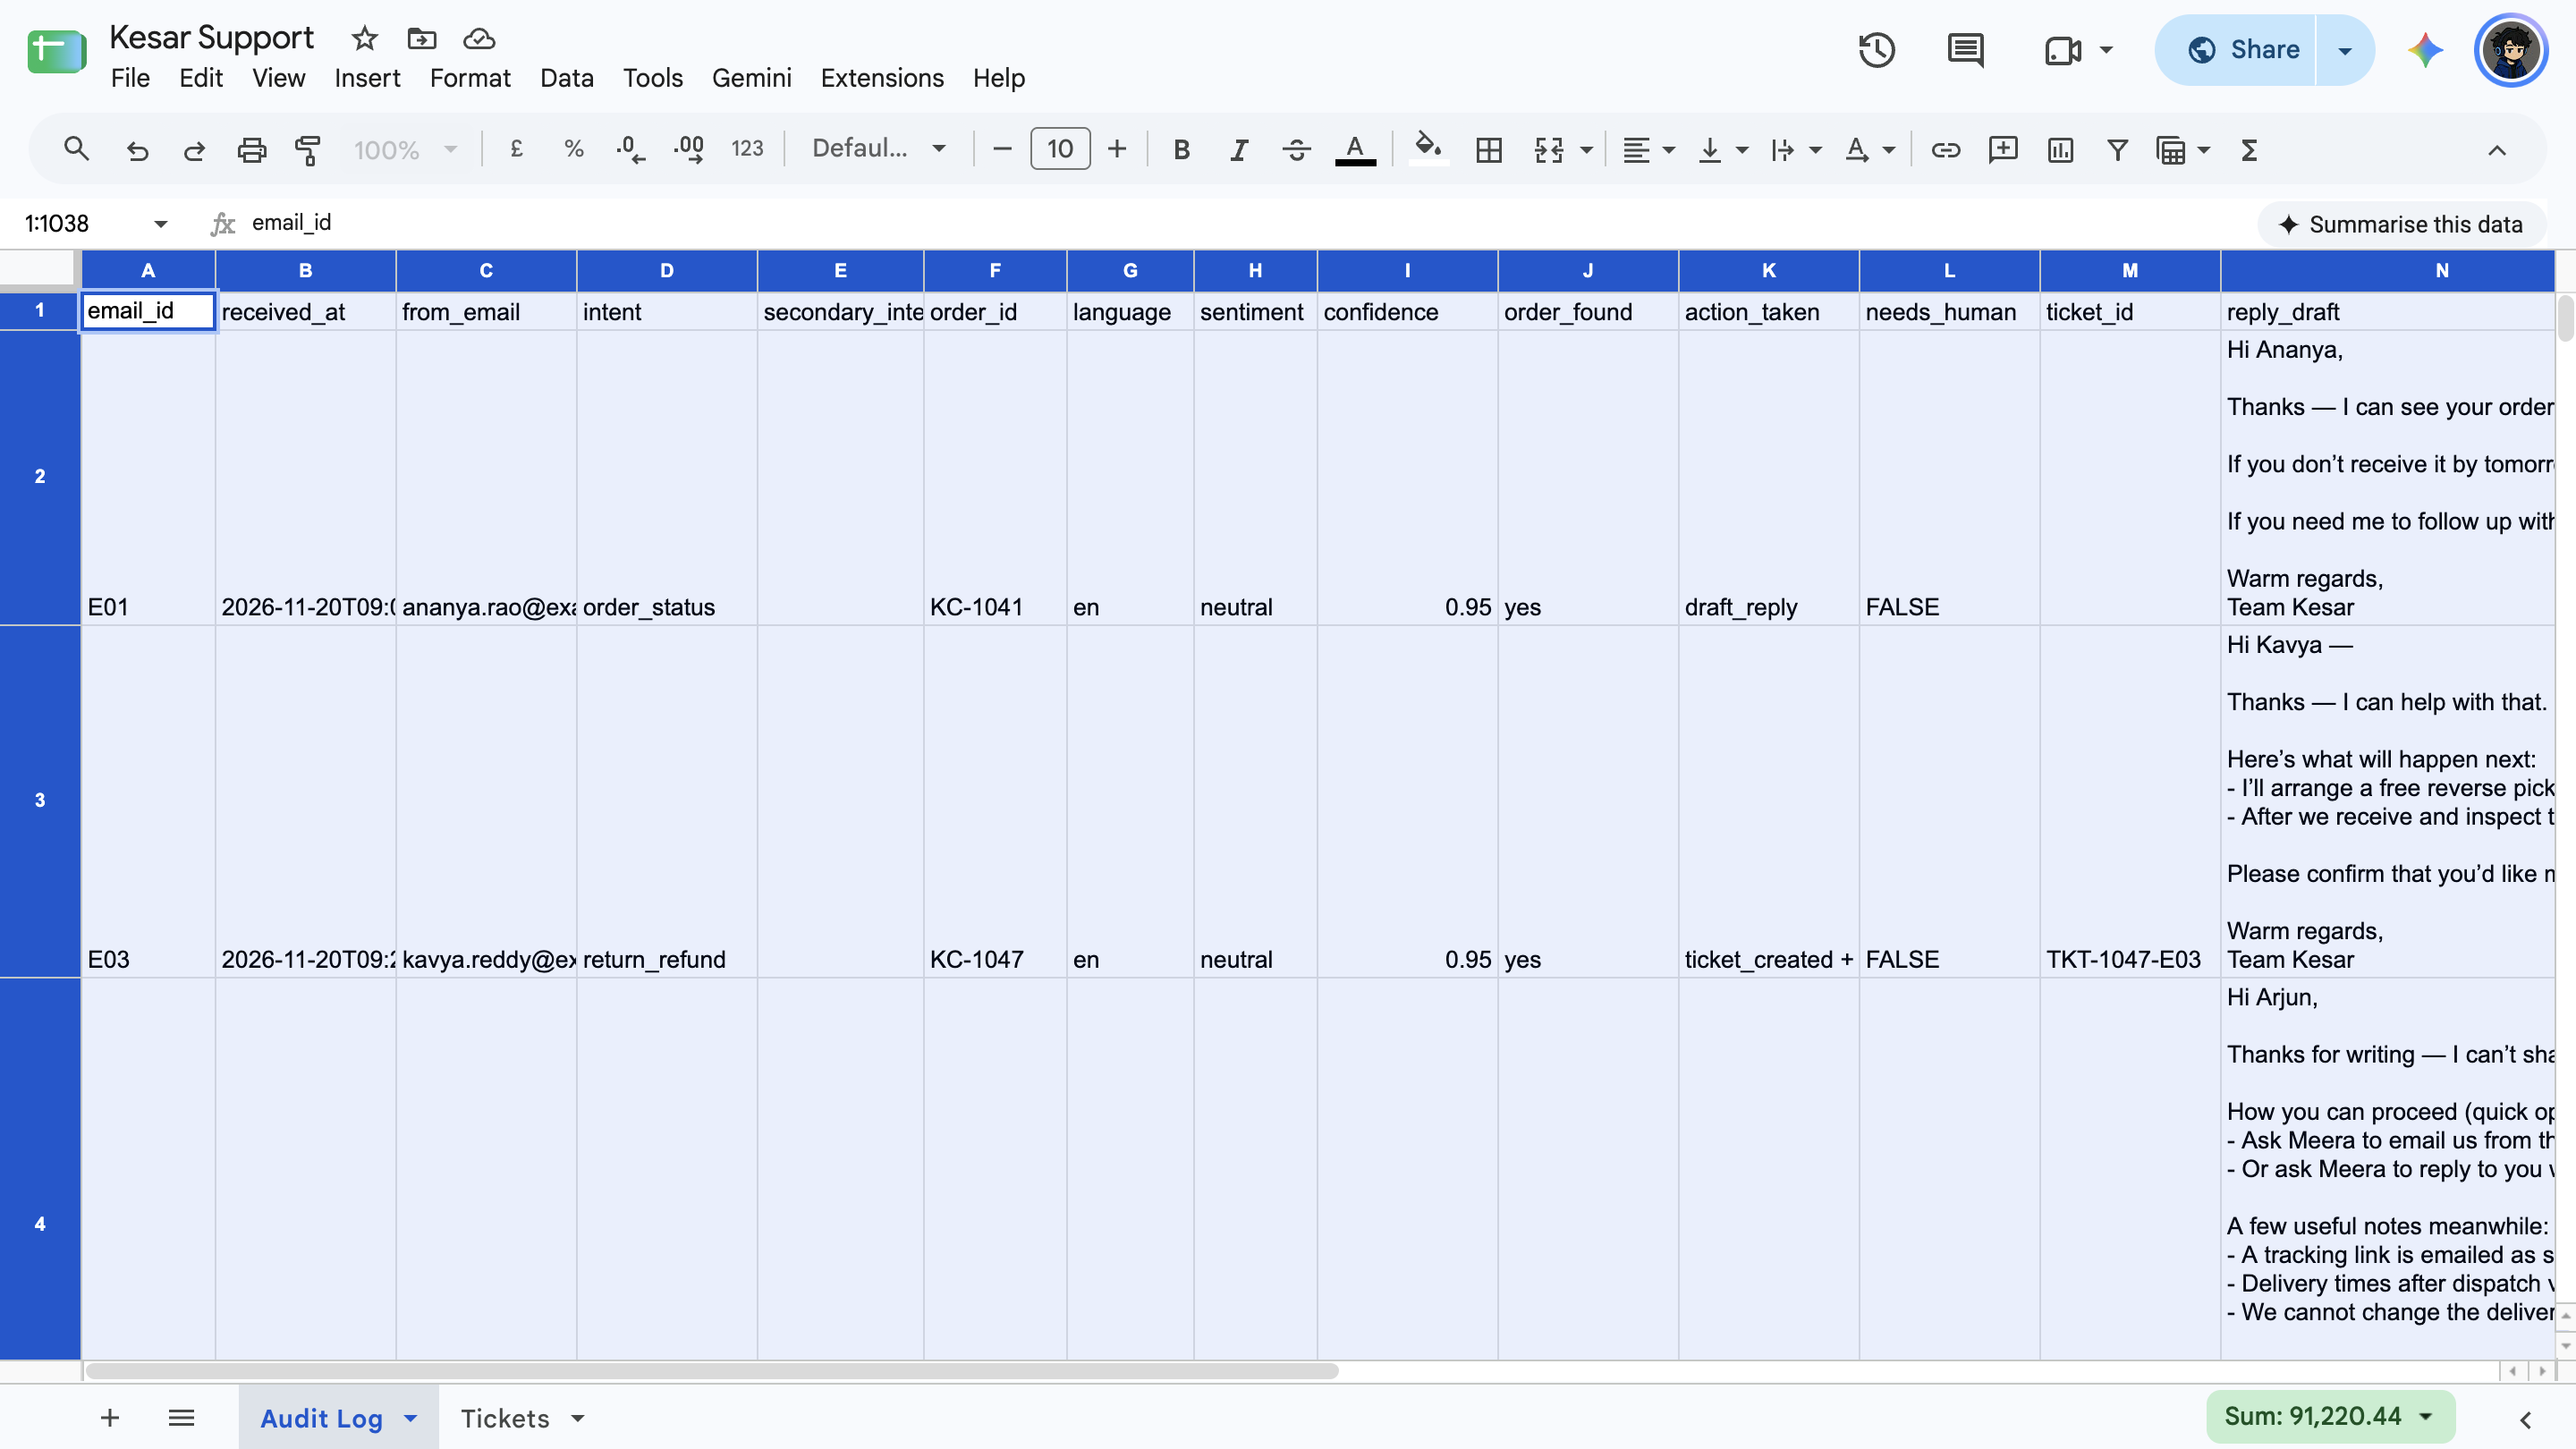 Kesar Support
File Edit View Insert Format Data Tools Gemini Extensions Help
Share
100% £ % .0 .00 123 Defaul... 10 B I A Σ
1:1038 fx email_id Summarise this data
A B C D E F G H I J K L M N
1 email_id received_at from_email intent secondary_inte order_id language sentiment confidence order_found action_taken needs_human ticket_id reply_draft
Hi Ananya,
Thanks — I can see your order
If you don’t receive it by tomorr
2
If you need me to follow up with
Warm regards,
E01 2026-11-20T09:0 ananya.rao@exa order_status KC-1041 en neutral 0.95 yes draft_reply FALSE Team Kesar
Hi Kavya —
Thanks — I can help with that.
Here’s what will happen next:
- I’ll arrange a free reverse pick
3
- After we receive and inspect t
Please confirm that you’d like m
Warm regards,
E03 2026-11-20T09:2 kavya.reddy@ex return_refund KC-1047 en neutral 0.95 yes ticket_created + FALSE TKT-1047-E03 Team Kesar
Hi Arjun,
Thanks for writing — I can’t sha
How you can proceed (quick op
- Ask Meera to email us from th
- Or ask Meera to reply to you w
4
A few useful notes meanwhile:
- A tracking link is emailed as s
- Delivery times after dispatch v
- We cannot change the deliver
Audit Log Tickets Sum: 91,220.44